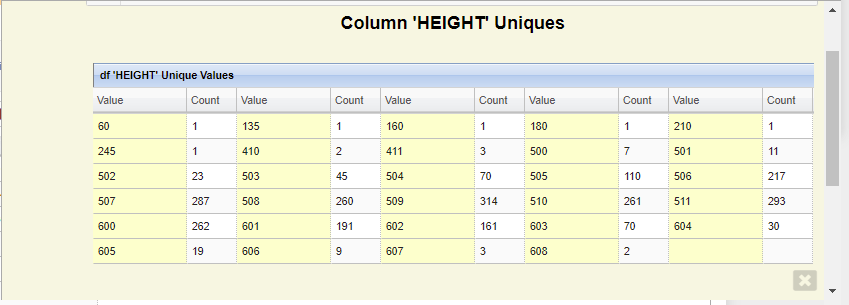 Column 'HEIGHT' Uniques
df 'HEIGHT' Unique Values
Value Count Value Count Value Count Value Count Value Count
60 1 135 1 160 1 180 1 210 1
245 1 410 2 411 3 500 7 501 11
502 23 503 45 504 70 505 110 506 217
507 287 508 260 509 314 510 261 511 293
600 262 601 191 602 161 603 70 604 30
605 19 606 9 607 3 608 2